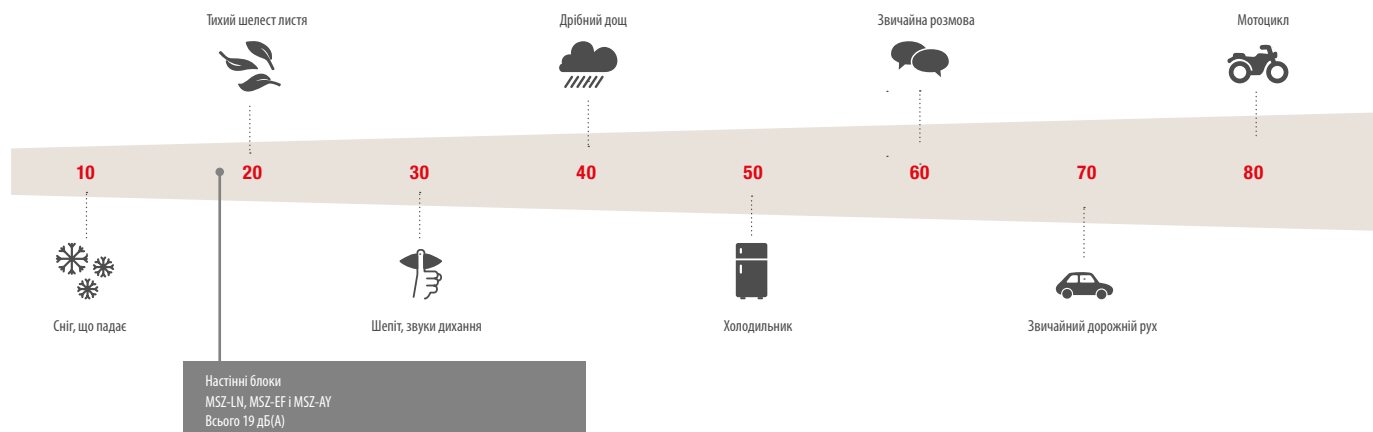 Тихий шелест листя
Дрібний дощ
Звичайна розмова
Мотоцикл
10
20
30
40
50
60
70
80
Сніг, що падає
Шепіт, звуки дихання
Холодильник
Звичайний дорожній рух
Настінні блоки
MSZ-LN, MSZ-EF і MSZ-AY
Всього 19 дБ(А)